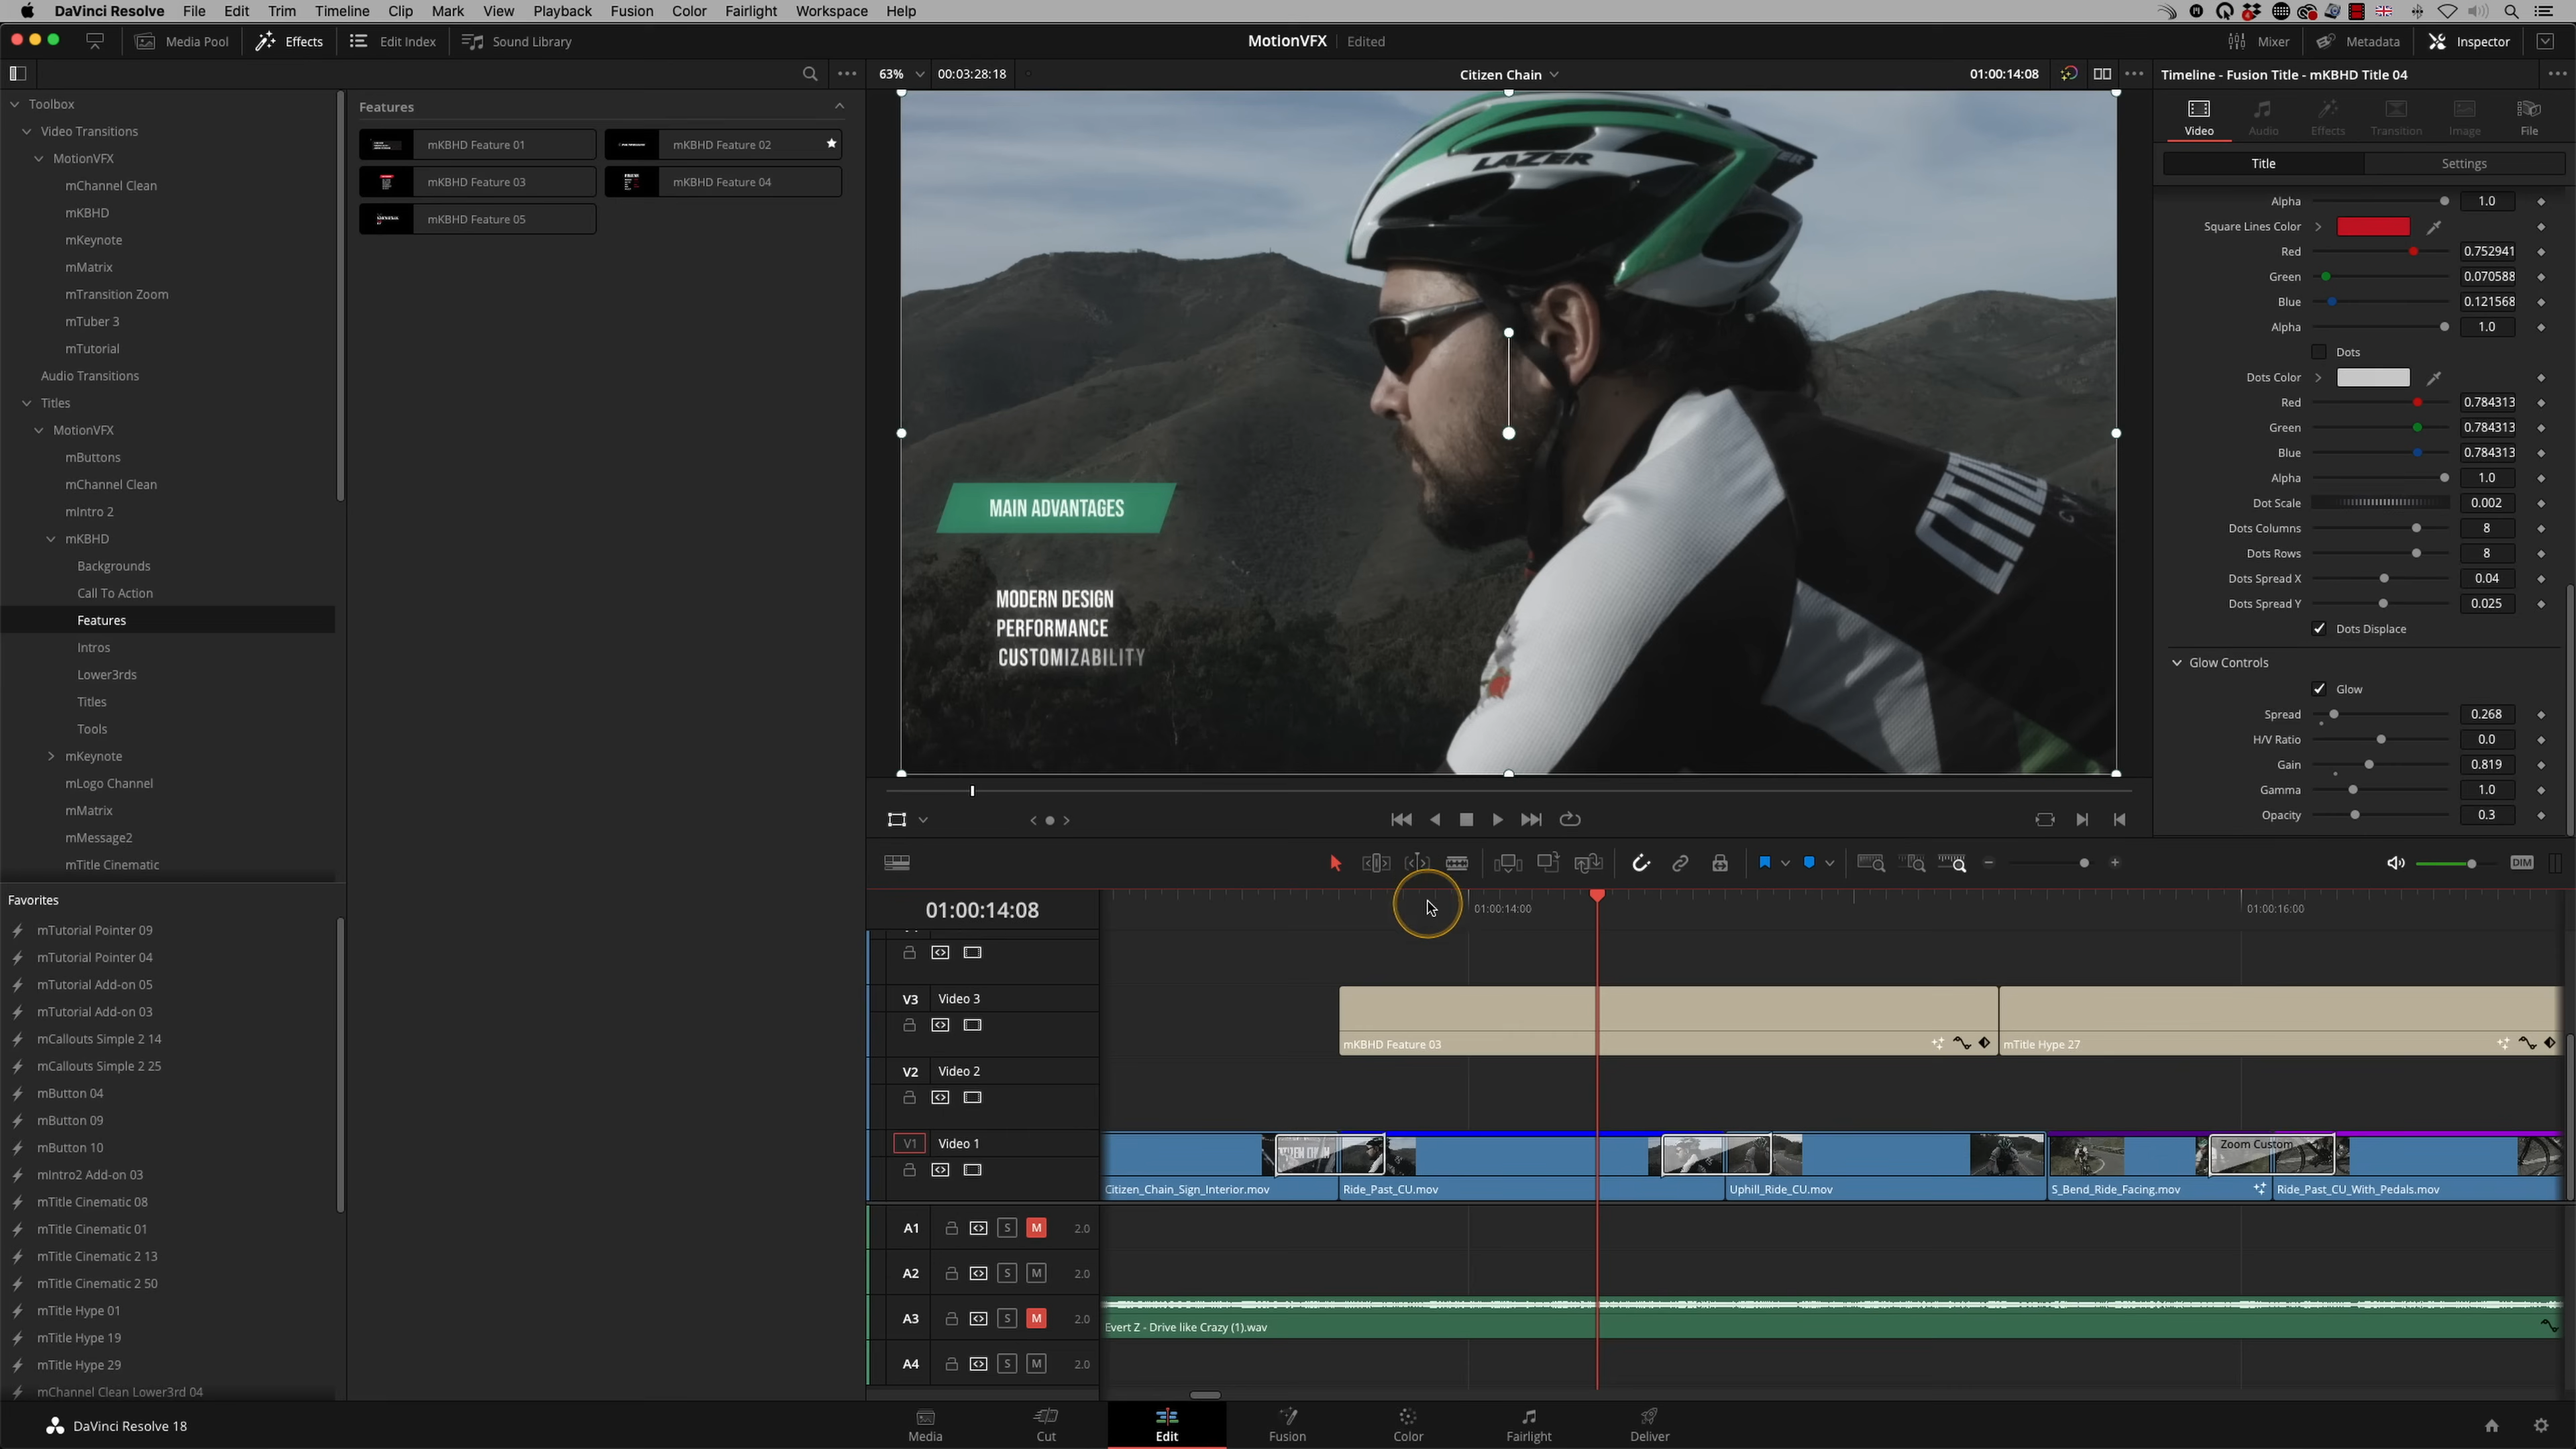 DaVinci Resolve File Edit Trim Timeline Clip Mark View Playback Fusion Color Fairlight Workspace Help
Media Pool Effects Edit Index Sound Library MotionVFX Edited Mixer Metadata Inspector
63% 00:03:28:18 Citizen Chain 01:00:14:08 Timeline - Fusion Title - mKBHD Title 04
Toolbox
Video Transitions
MotionVFX
mChannel Clean
mKBHD
mKeynote
mMatrix
mTransition Zoom
mTuber 3
mTutorial
Audio Transitions
Titles
MotionVFX
mButtons
mChannel Clean
mIntro 2
mKBHD
Backgrounds
Call To Action
Features
Intros
Lower3rds
Titles
Tools
mKeynote
mLogo Channel
mMatrix
mMessage2
mTitle Cinematic
Favorites
mTutorial Pointer 09
mTutorial Pointer 04
mTutorial Add-on 05
mTutorial Add-on 03
mCallouts Simple 2 14
mCallouts Simple 2 25
mButton 04
mButton 09
mButton 10
mIntro2 Add-on 03
mTitle Cinematic 08
mTitle Cinematic 01
mTitle Cinematic 2 13
mTitle Cinematic 2 50
mTitle Hype 01
mTitle Hype 19
mTitle Hype 29
mChannel Clean Lower3rd 04
Features
mKBHD Feature 01 mKBHD Feature 02
mKBHD Feature 03 mKBHD Feature 04
mKBHD Feature 05
LAZER
MAIN ADVANTAGES
MODERN DESIGN
PERFORMANCE
CUSTOMIZABILITY
Video Audio Effects Transition Image File
Title Settings
Alpha 1.0
Square Lines Color
Red 0.752941
Green 0.070588
Blue 0.121568
Alpha 1.0
Dots
Dots Color
Red 0.784313
Green 0.784313
Blue 0.784313
Alpha 1.0
Dot Scale 0.002
Dots Columns 8
Dots Rows 8
Dots Spread X 0.04
Dots Spread Y 0.025
Dots Displace
Glow Controls
Glow
Spread 0.268
H/V Ratio 0.0
Gain 0.819
Gamma 1.0
Opacity 0.3
DIM
01:00:14:08 01:00:14:00 01:00:16:00
V3 Video 3
mKBHD Feature 03 mTitle Hype 27
V2 Video 2
V1 Video 1
Zoom Custom
Citizen_Chain_Sign_Interior.mov Ride_Past_CU.mov Uphill_Ride_CU.mov S_Bend_Ride_Facing.mov Ride_Past_CU_With_Pedals.mov
A1 S M 2.0
A2 S M 2.0
A3 S M 2.0
Evert Z - Drive like Crazy (1).wav
A4 S M 2.0
DaVinci Resolve 18 Media Cut Edit Fusion Color Fairlight Deliver